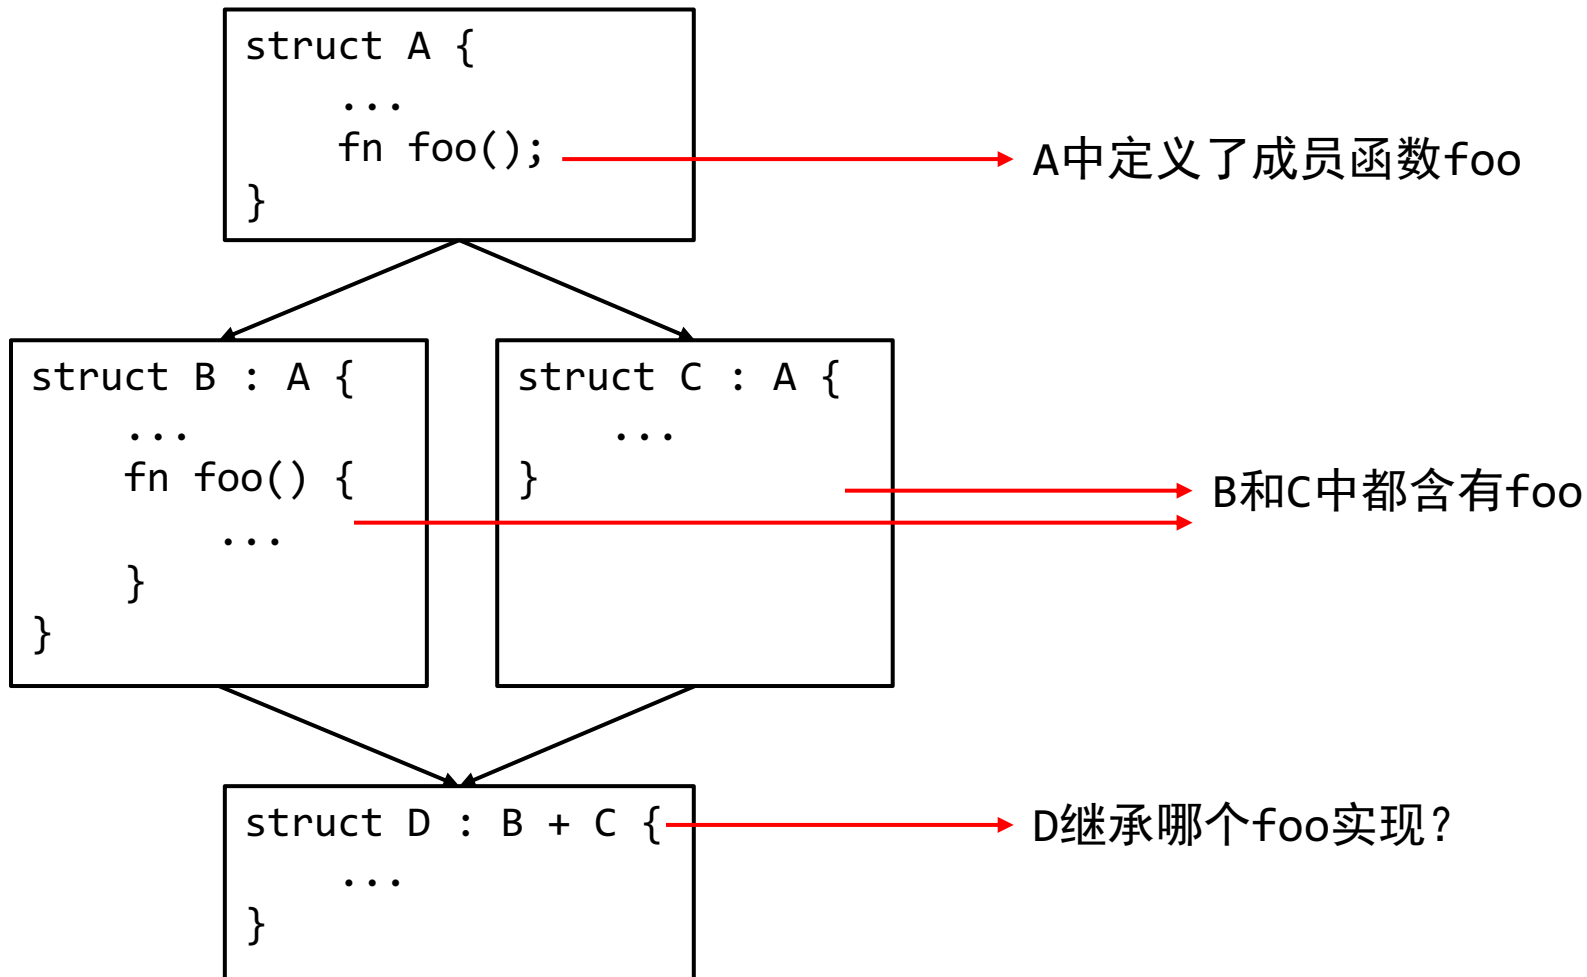 struct A {
...
fn foo();
}
A中定义了成员函数foo
struct B : A {
...
fn foo() {
...
}
}
struct C : A {
...
}
B和C中都含有foo
struct D : B + C {
...
}
D继承哪个foo实现？